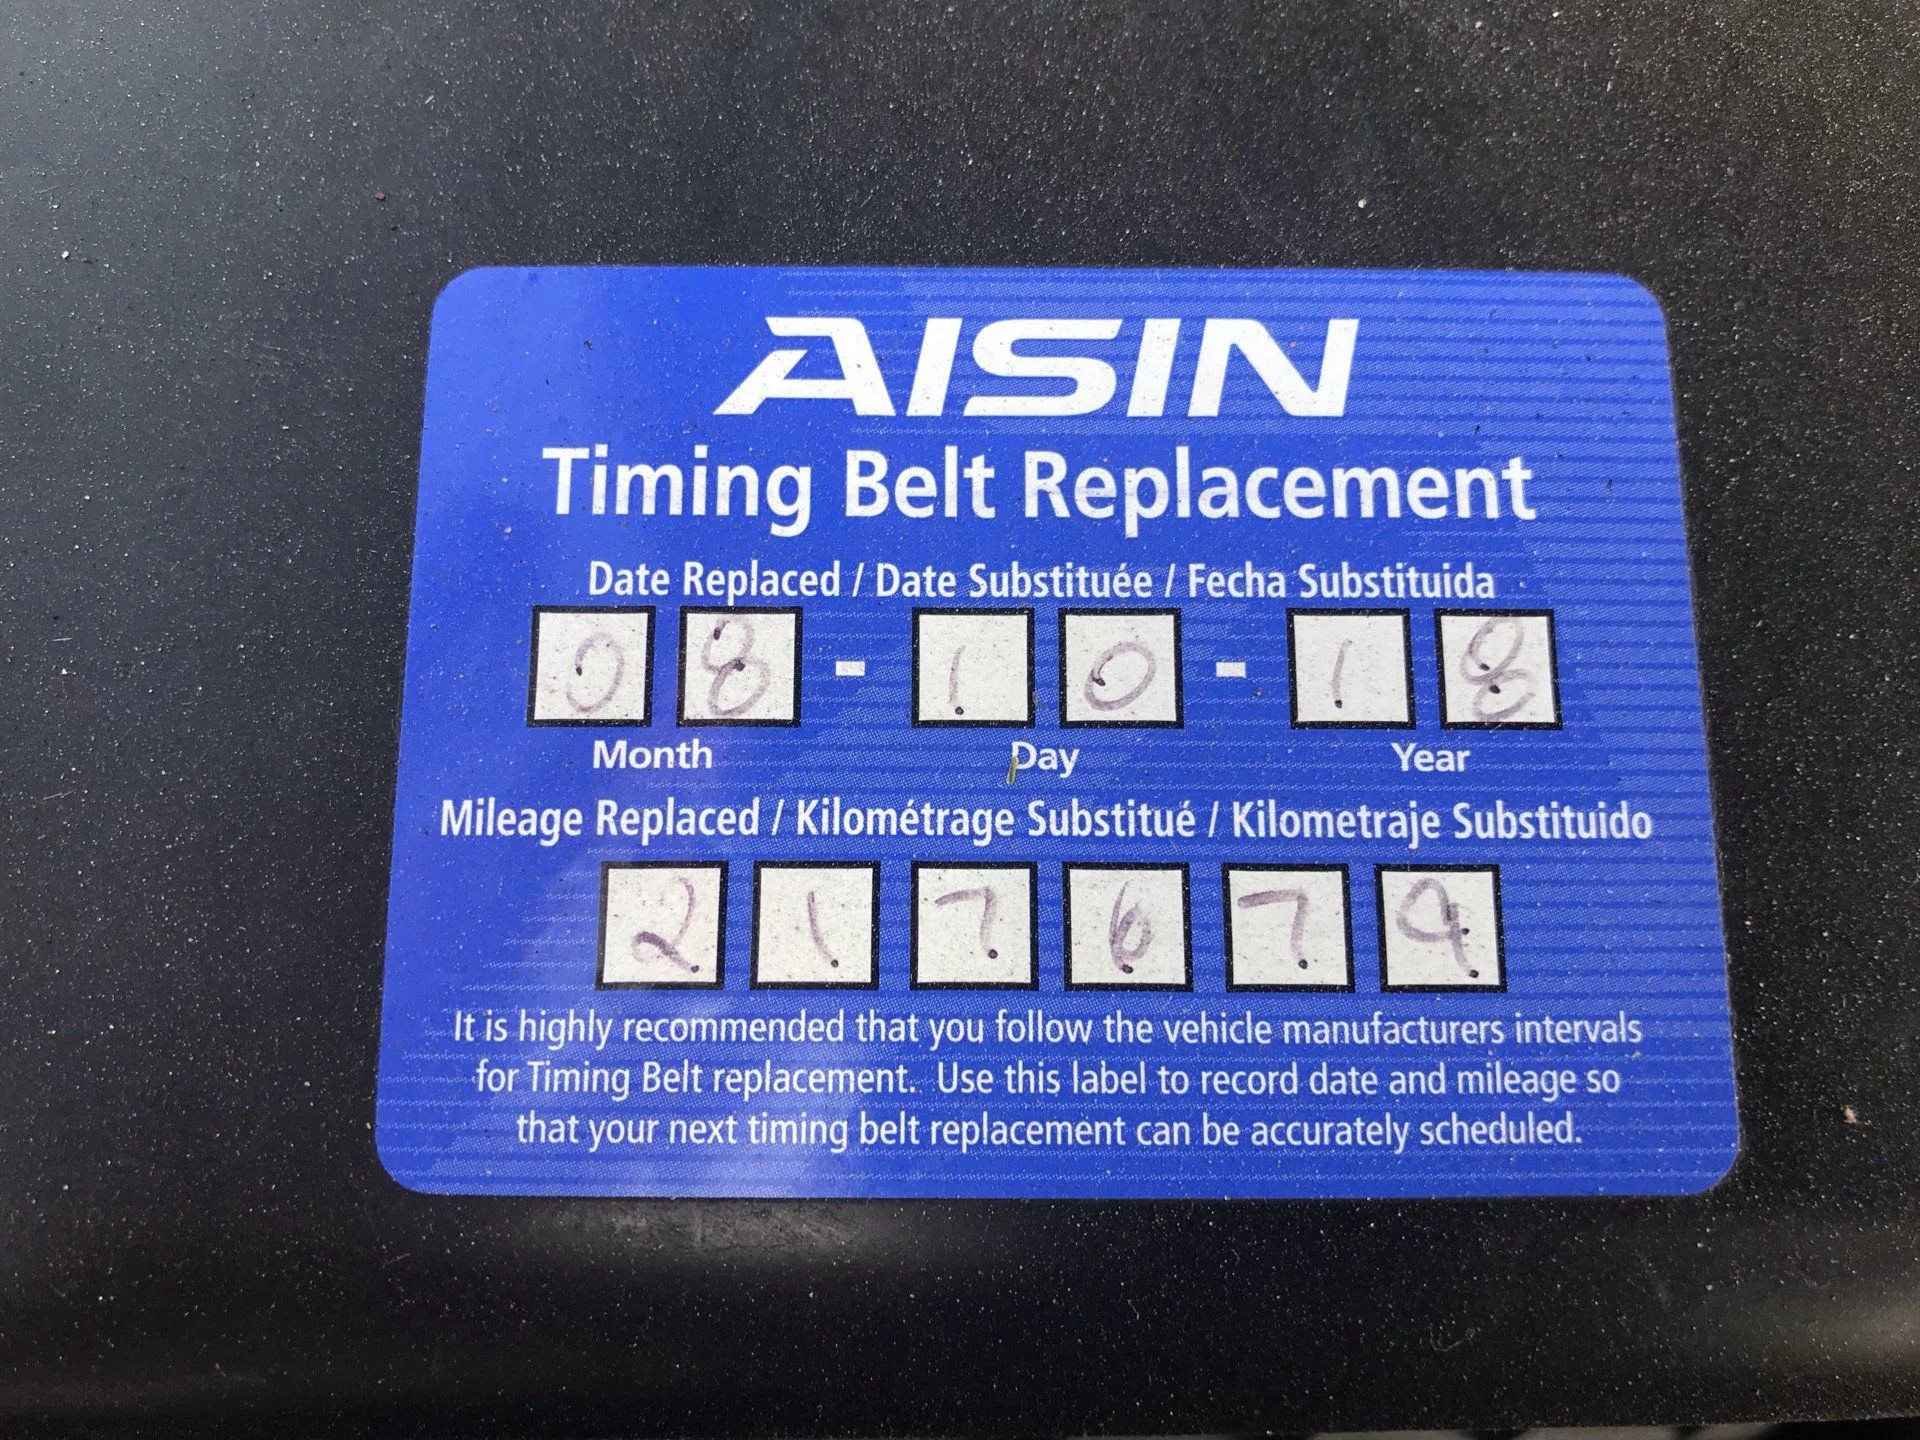 AISIN
Timing Belt Replacement
Date Replaced / Date Substituée / Fecha Substituida
08 - 10 - 18
Month Day Year
Mileage Replaced / Kilométrage Substitué / Kilometraje Substituido
217679
It is highly recommended that you follow the vehicle manufacturers intervals
for Timing Belt replacement. Use this label to record date and mileage so
that your next timing belt replacement can be accurately scheduled.